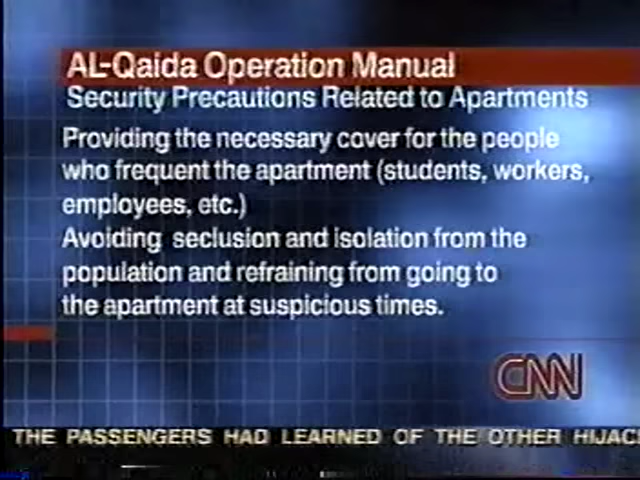 AL-Qaida Operation Manual
Security Precautions Related to Apartments
Providing the necessary cover for the people
who frequent the apartment (students, workers,
employees, etc.)
Avoiding seclusion and isolation from the
population and refraining from going to
the apartment at suspicious times.
CNN
THE PASSENGERS HAD LEARNED OF THE OTHER HIJAC